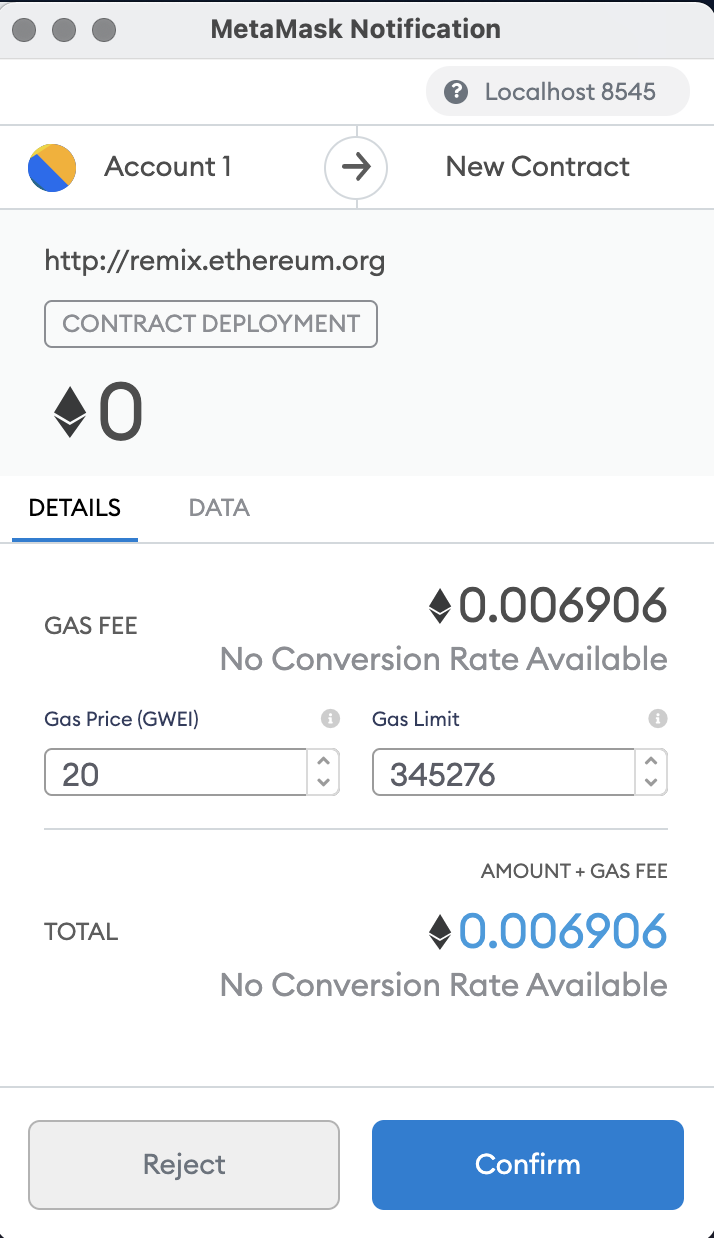 MetaMask Notification
Localhost 8545
Account 1
New Contract
http://remix.ethereum.org
CONTRACT DEPLOYMENT
0
DETAILS
DATA
GAS FEE
0.006906
No Conversion Rate Available
Gas Price (GWEI)
Gas Limit
20
345276
AMOUNT + GAS FEE
TOTAL
0.006906
No Conversion Rate Available
Reject
Confirm